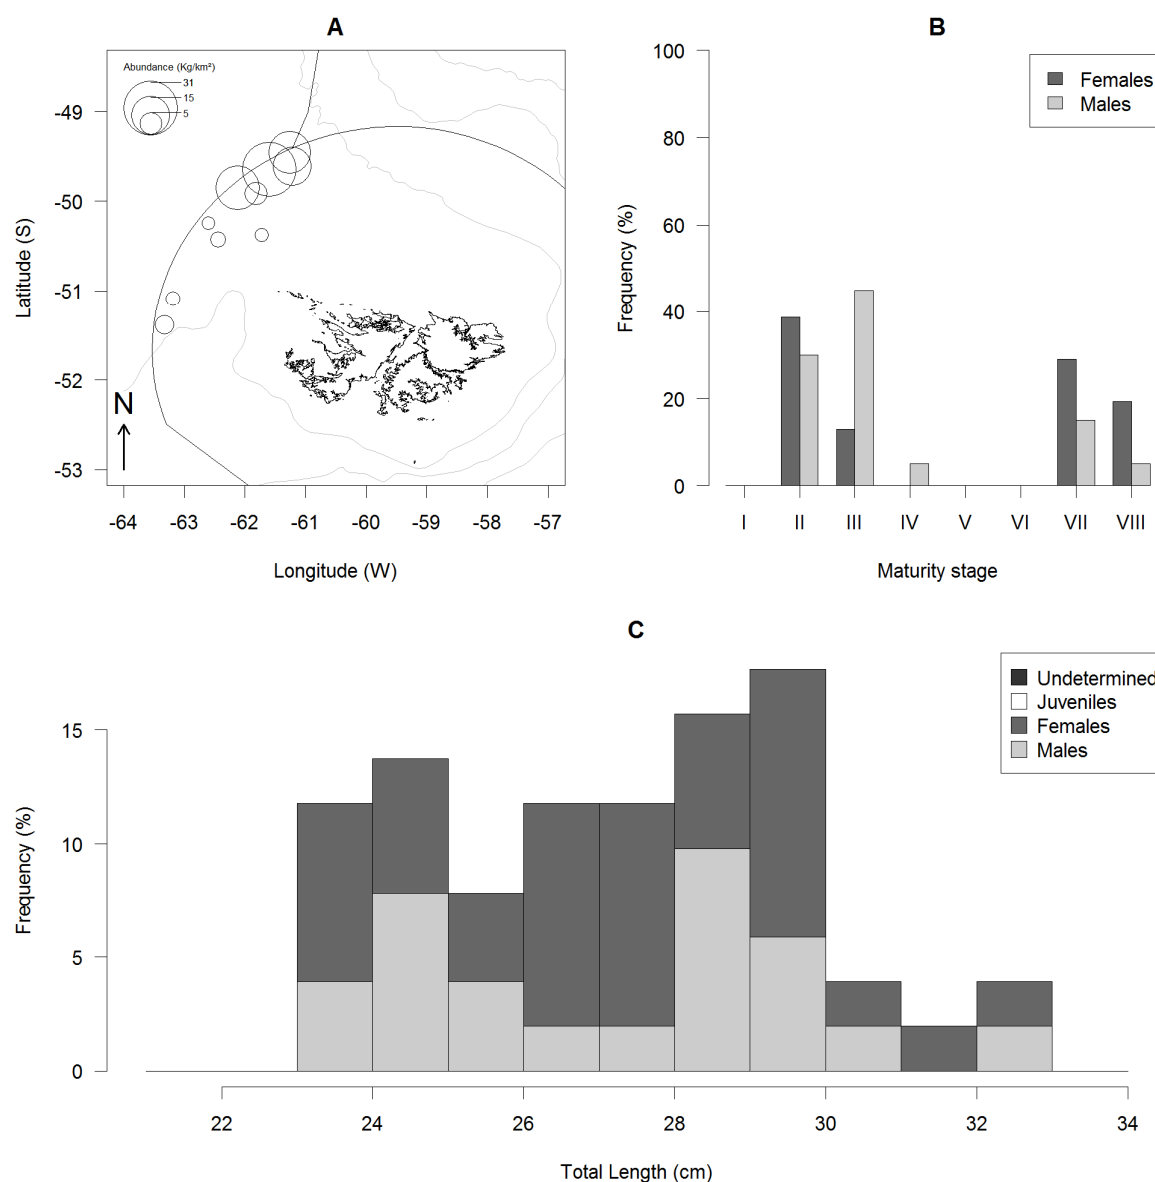 A
Abundance (Kg/km²)
31
15
5
-49
-50
-51
-52
-53
Latitude (S)
N
-64 -63 -62 -61 -60 -59 -58 -57
Longitude (W)
B
100
80
60
40
20
0
Frequency (%)
Females
Males
I II III IV V VI VII VIII
Maturity stage
C
Undetermined
Juveniles
Females
Males
15
10
5
0
Frequency (%)
22 24 26 28 30 32 34
Total Length (cm)